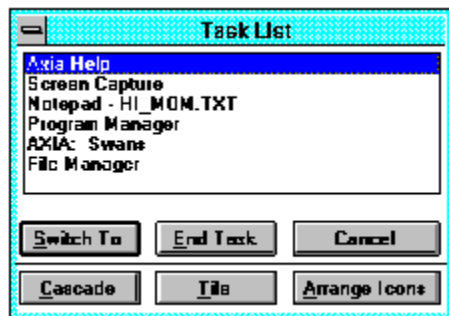 Task List
Axia Help
Screen Capture
Notepad - HI_MOM.TXT
Program Manager
AXIA: Swans
File Manager
Switch To End Task Cancel
Cascade Tile Arrange Icons